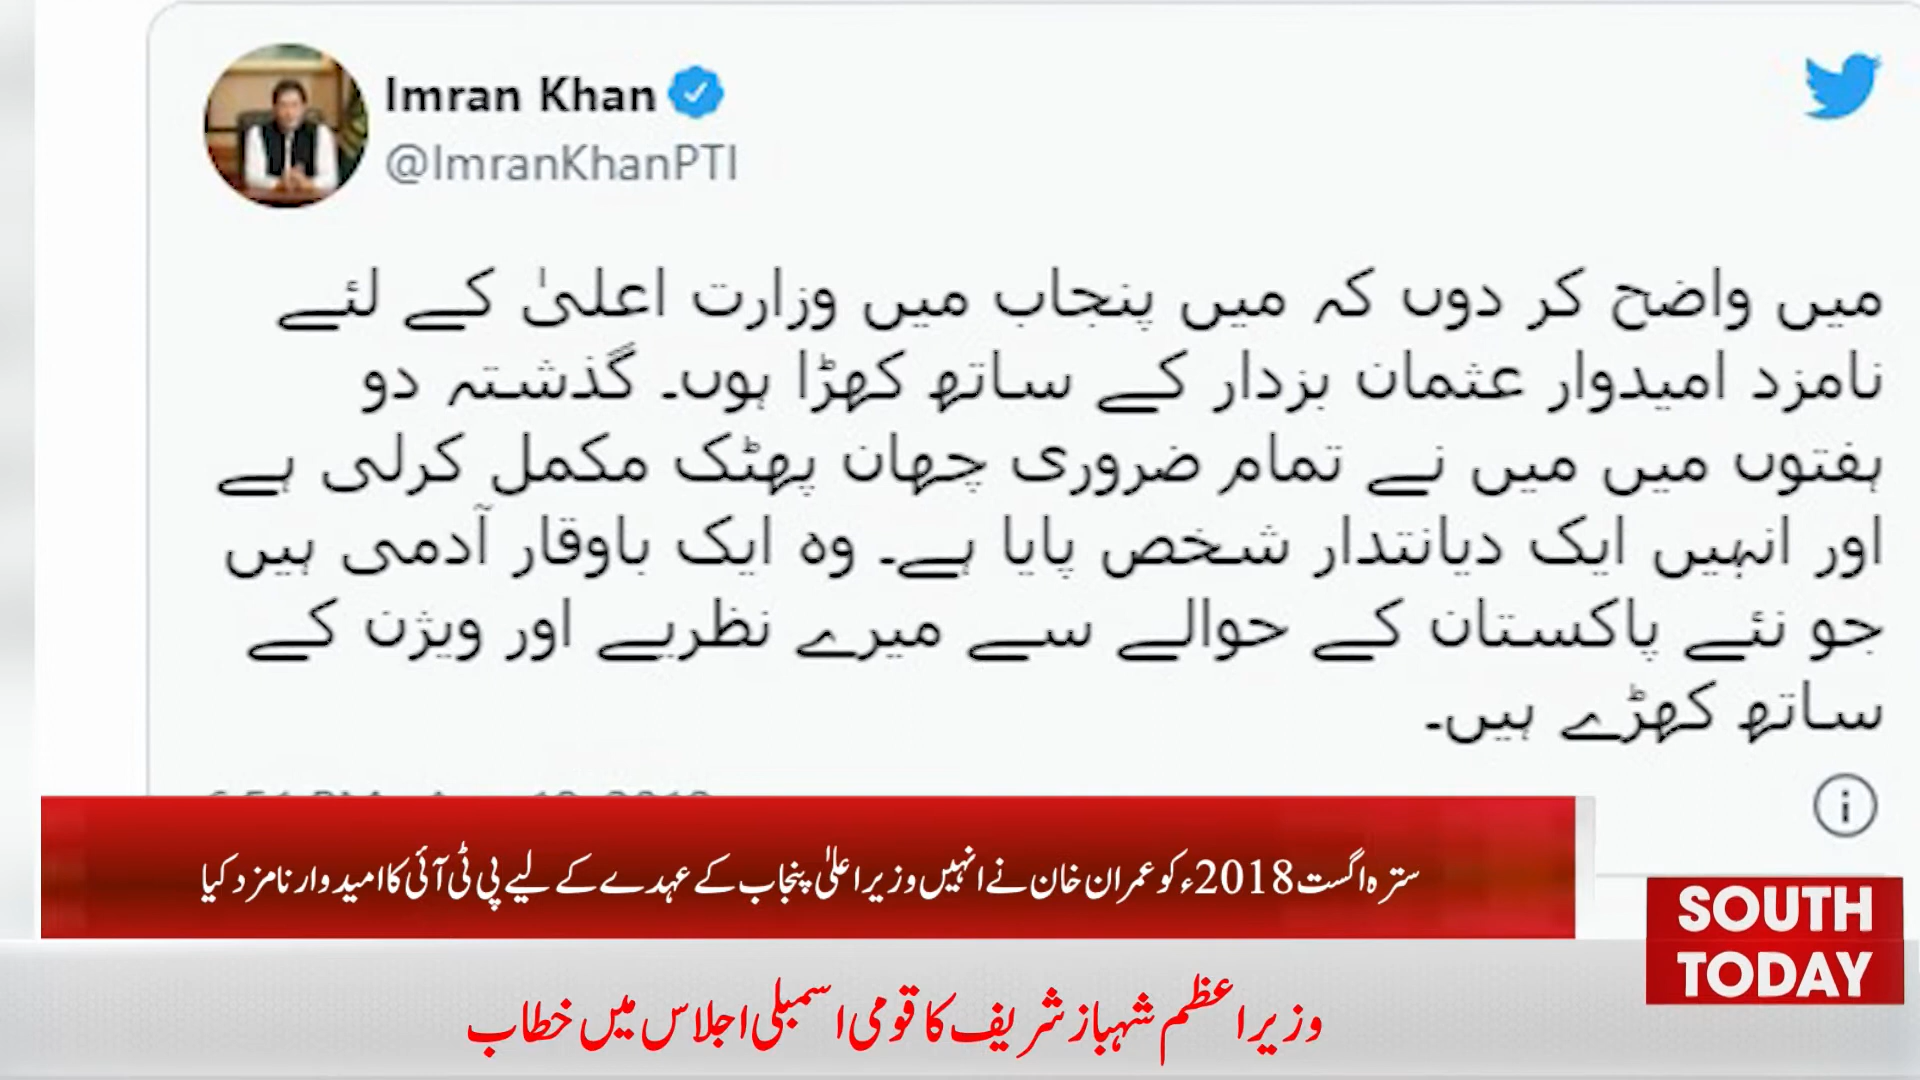 Imran Khan
@ImranKhanPTI
میں واضح کر دوں کہ میں پنجاب میں وزارت اعلیٰ کے لئے
نامزد امیدوار عثمان بزدار کے ساتھ کھڑا ہوں۔ گذشتہ دو
ہفتوں میں میں نے تمام ضروری چھان پھٹک مکمل کرلی ہے
اور انہیں ایک دیانتدار شخص پایا ہے۔ وہ ایک باوقار آدمی ہیں
جو نئے پاکستان کے حوالے سے میرے نظریے اور ویژن کے
ساتھ کھڑے ہیں۔
سترہ اگست 2018ء کو عمران خان نے انہیں وزیر اعلیٰ پنجاب کے عہدے کے لیے پی ٹی آئی کا امیدوار نامزد کیا
SOUTH
TODAY
وزیر اعظم شہباز شریف کا قومی اسمبلی اجلاس میں خطاب